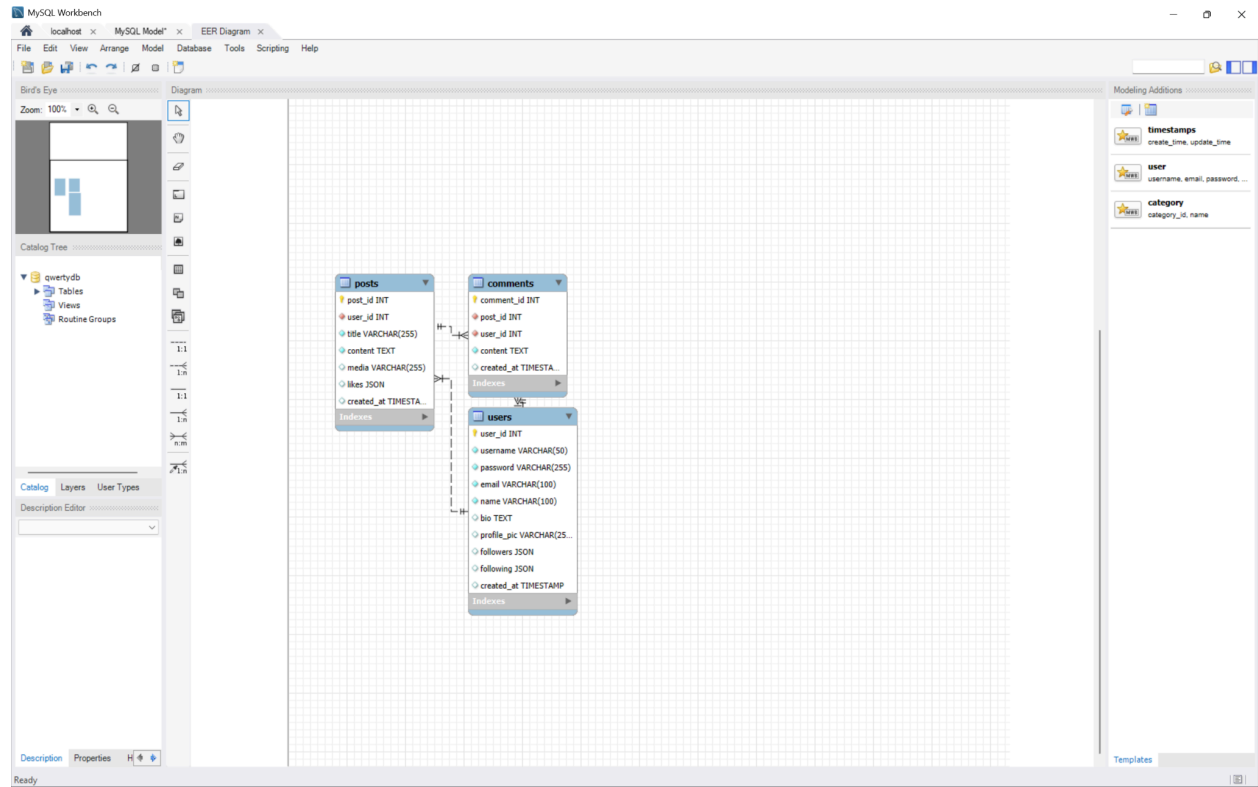 MySQL Workbench
localhost × MySQL Model* × EER Diagram ×
File Edit View Arrange Model Database Tools Scripting Help
Bird's Eye
Zoom: 100%
Catalog Tree
qwertydb
Tables
Views
Routine Groups
Catalog Layers User Types
Description Editor
Description Properties H
Ready
Diagram
1:1
1:n
1:1
1:n
n:m
1:n
posts
post_id INT
user_id INT
title VARCHAR(255)
content TEXT
media VARCHAR(255)
likes JSON
created_at TIMESTA...
Indexes
comments
comment_id INT
post_id INT
user_id INT
content TEXT
created_at TIMESTA...
Indexes
users
user_id INT
username VARCHAR(50)
password VARCHAR(255)
email VARCHAR(100)
name VARCHAR(100)
bio TEXT
profile_pic VARCHAR(25...
followers JSON
following JSON
created_at TIMESTAMP
Indexes
Modeling Additions
timestamps
create_time, update_time
user
username, email, password, ...
category
category_id, name
Templates